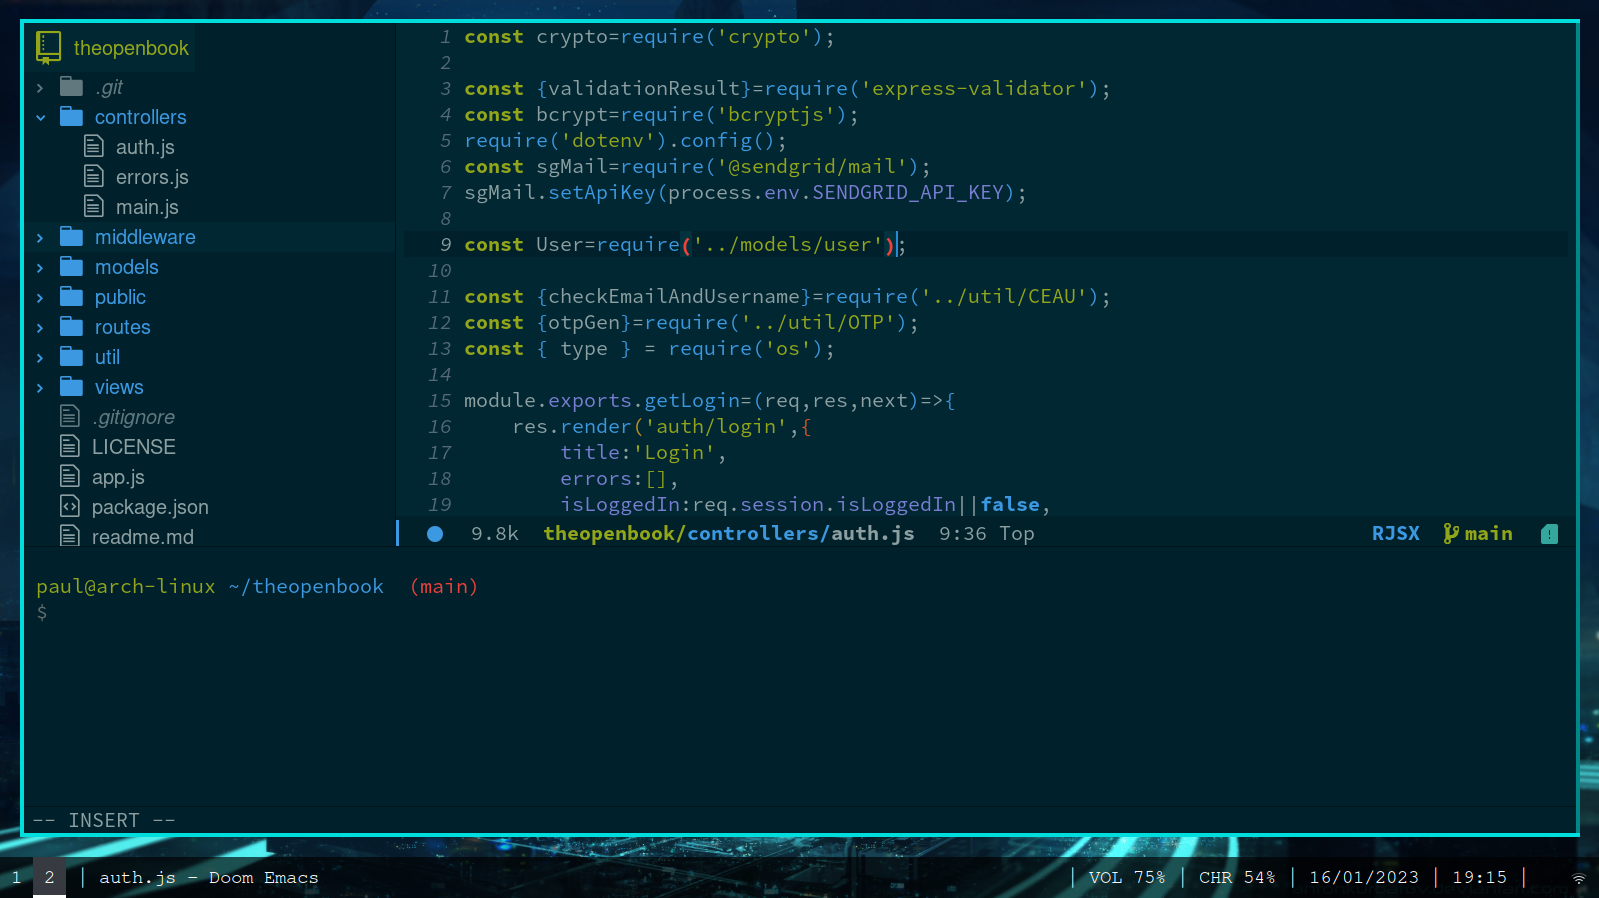 theopenbook
.git
controllers
auth.js
errors.js
main.js
middleware
models
public
routes
util
views
.gitignore
LICENSE
app.js
package.json
readme.md
1 const crypto=require('crypto');
2
3 const {validationResult}=require('express-validator');
4 const bcrypt=require('bcryptjs');
5 require('dotenv').config();
6 const sgMail=require('@sendgrid/mail');
7 sgMail.setApiKey(process.env.SENDGRID_API_KEY);
8
9 const User=require('../models/user');
10
11 const {checkEmailAndUsername}=require('../util/CEAU');
12 const {otpGen}=require('../util/OTP');
13 const { type } = require('os');
14
15 module.exports.getLogin=(req,res,next)=>{
16     res.render('auth/login',{
17         title:'Login',
18         errors:[],
19         isLoggedIn:req.session.isLoggedIn||false,
9.8k theopenbook/controllers/auth.js 9:36 Top RJSX main
paul@arch-linux ~/theopenbook (main)
$
-- INSERT --
1 2 | auth.js - Doom Emacs | VOL 75% | CHR 54% | 16/01/2023 | 19:15 |